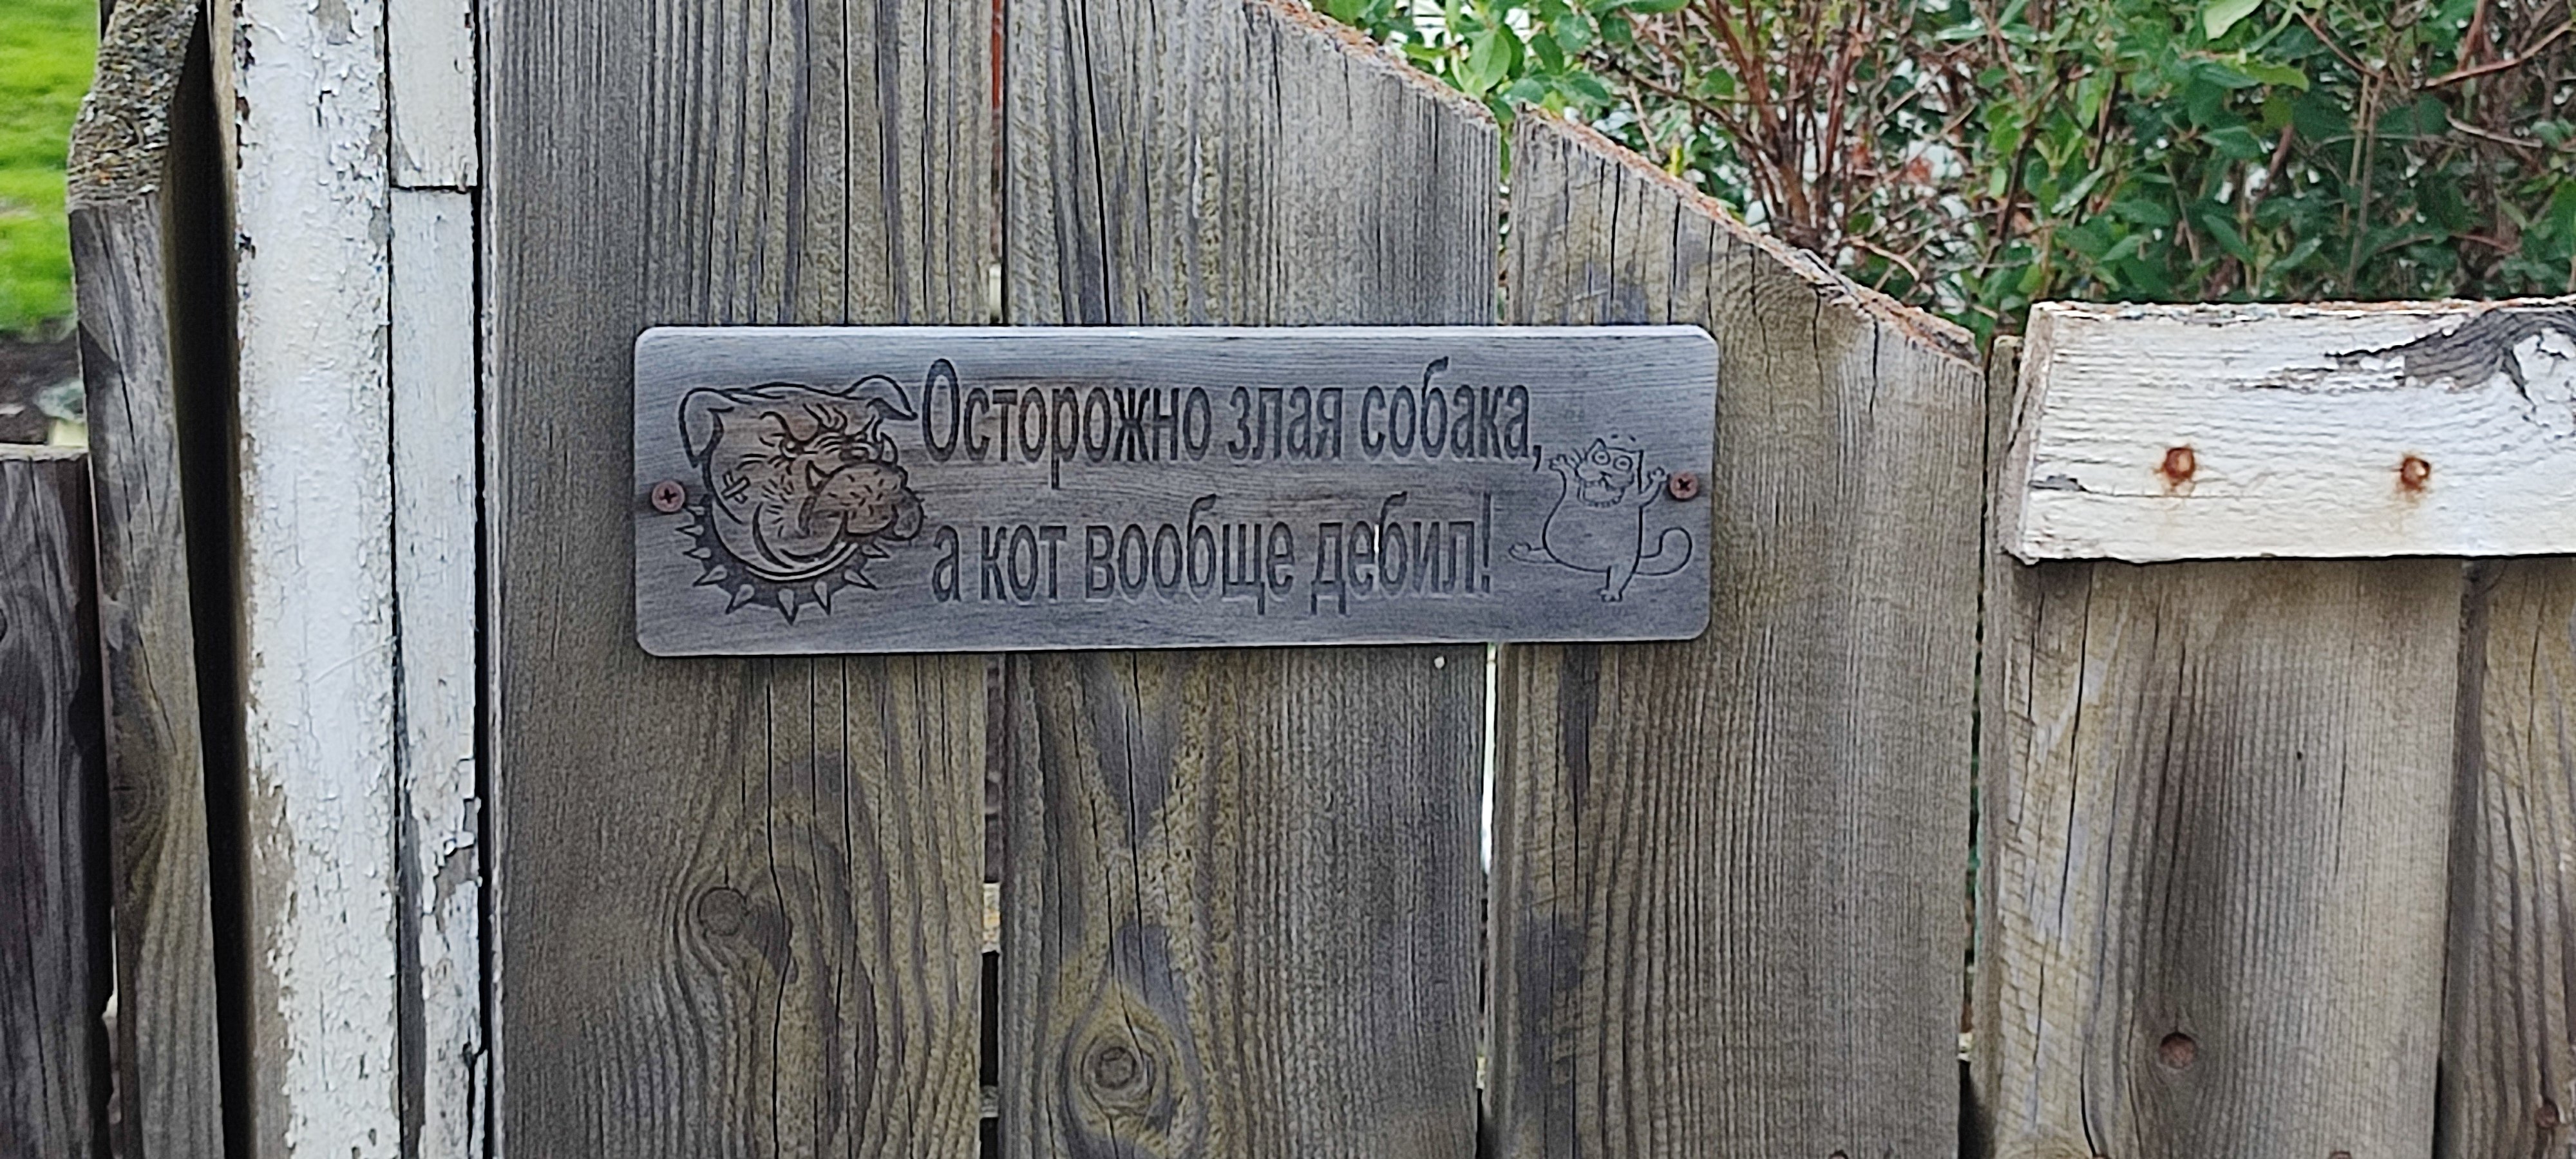 Осторожно злая собака,
а кот вообще дебил!